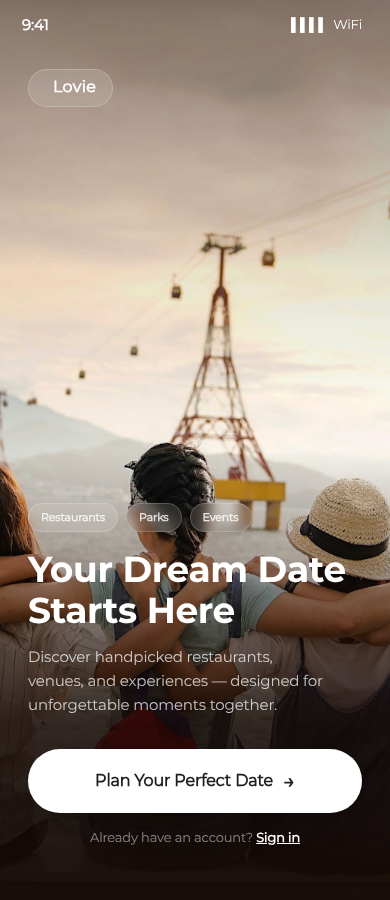 9:41 WiFi
Lovie
Restaurants Parks Events
Your Dream Date
Starts Here
Discover handpicked restaurants,
venues, and experiences — designed for
unforgettable moments together.
Plan Your Perfect Date →
Already have an account? Sign in